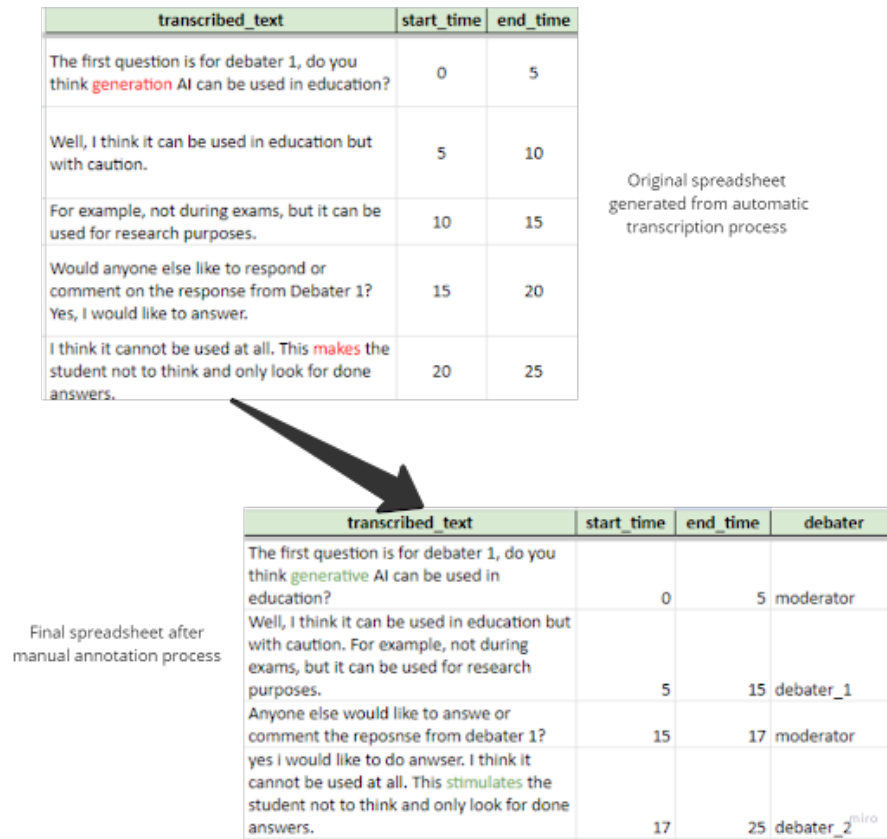 transcribed_text start_time end_time
The first question is for debater 1, do you
think generation AI can be used in education? 0 5
Well, I think it can be used in education but
with caution. 5 10
For example, not during exams, but it can be
used for research purposes. 10 15
Would anyone else like to respond or
comment on the response from Debater 1?
Yes, I would like to answer. 15 20
I think it cannot be used at all. This makes the
student not to think and only look for done
answers. 20 25
Original spreadsheet
generated from automatic
transcription process
Final spreadsheet after
manual annotation process
transcribed_text start_time end_time debater
The first question is for debater 1, do you
think generative AI can be used in
education? 0 5 moderator
Well, I think it can be used in education but
with caution. For example, not during
exams, but it can be used for research
purposes. 5 15 debater_1
Anyone else would like to answe or
comment the reposnse from debater 1? 15 17 moderator
yes i would like to do anwser. I think it
cannot be used at all. This stimulates the
student not to think and only look for done
answers. 17 25 debater_2
miro